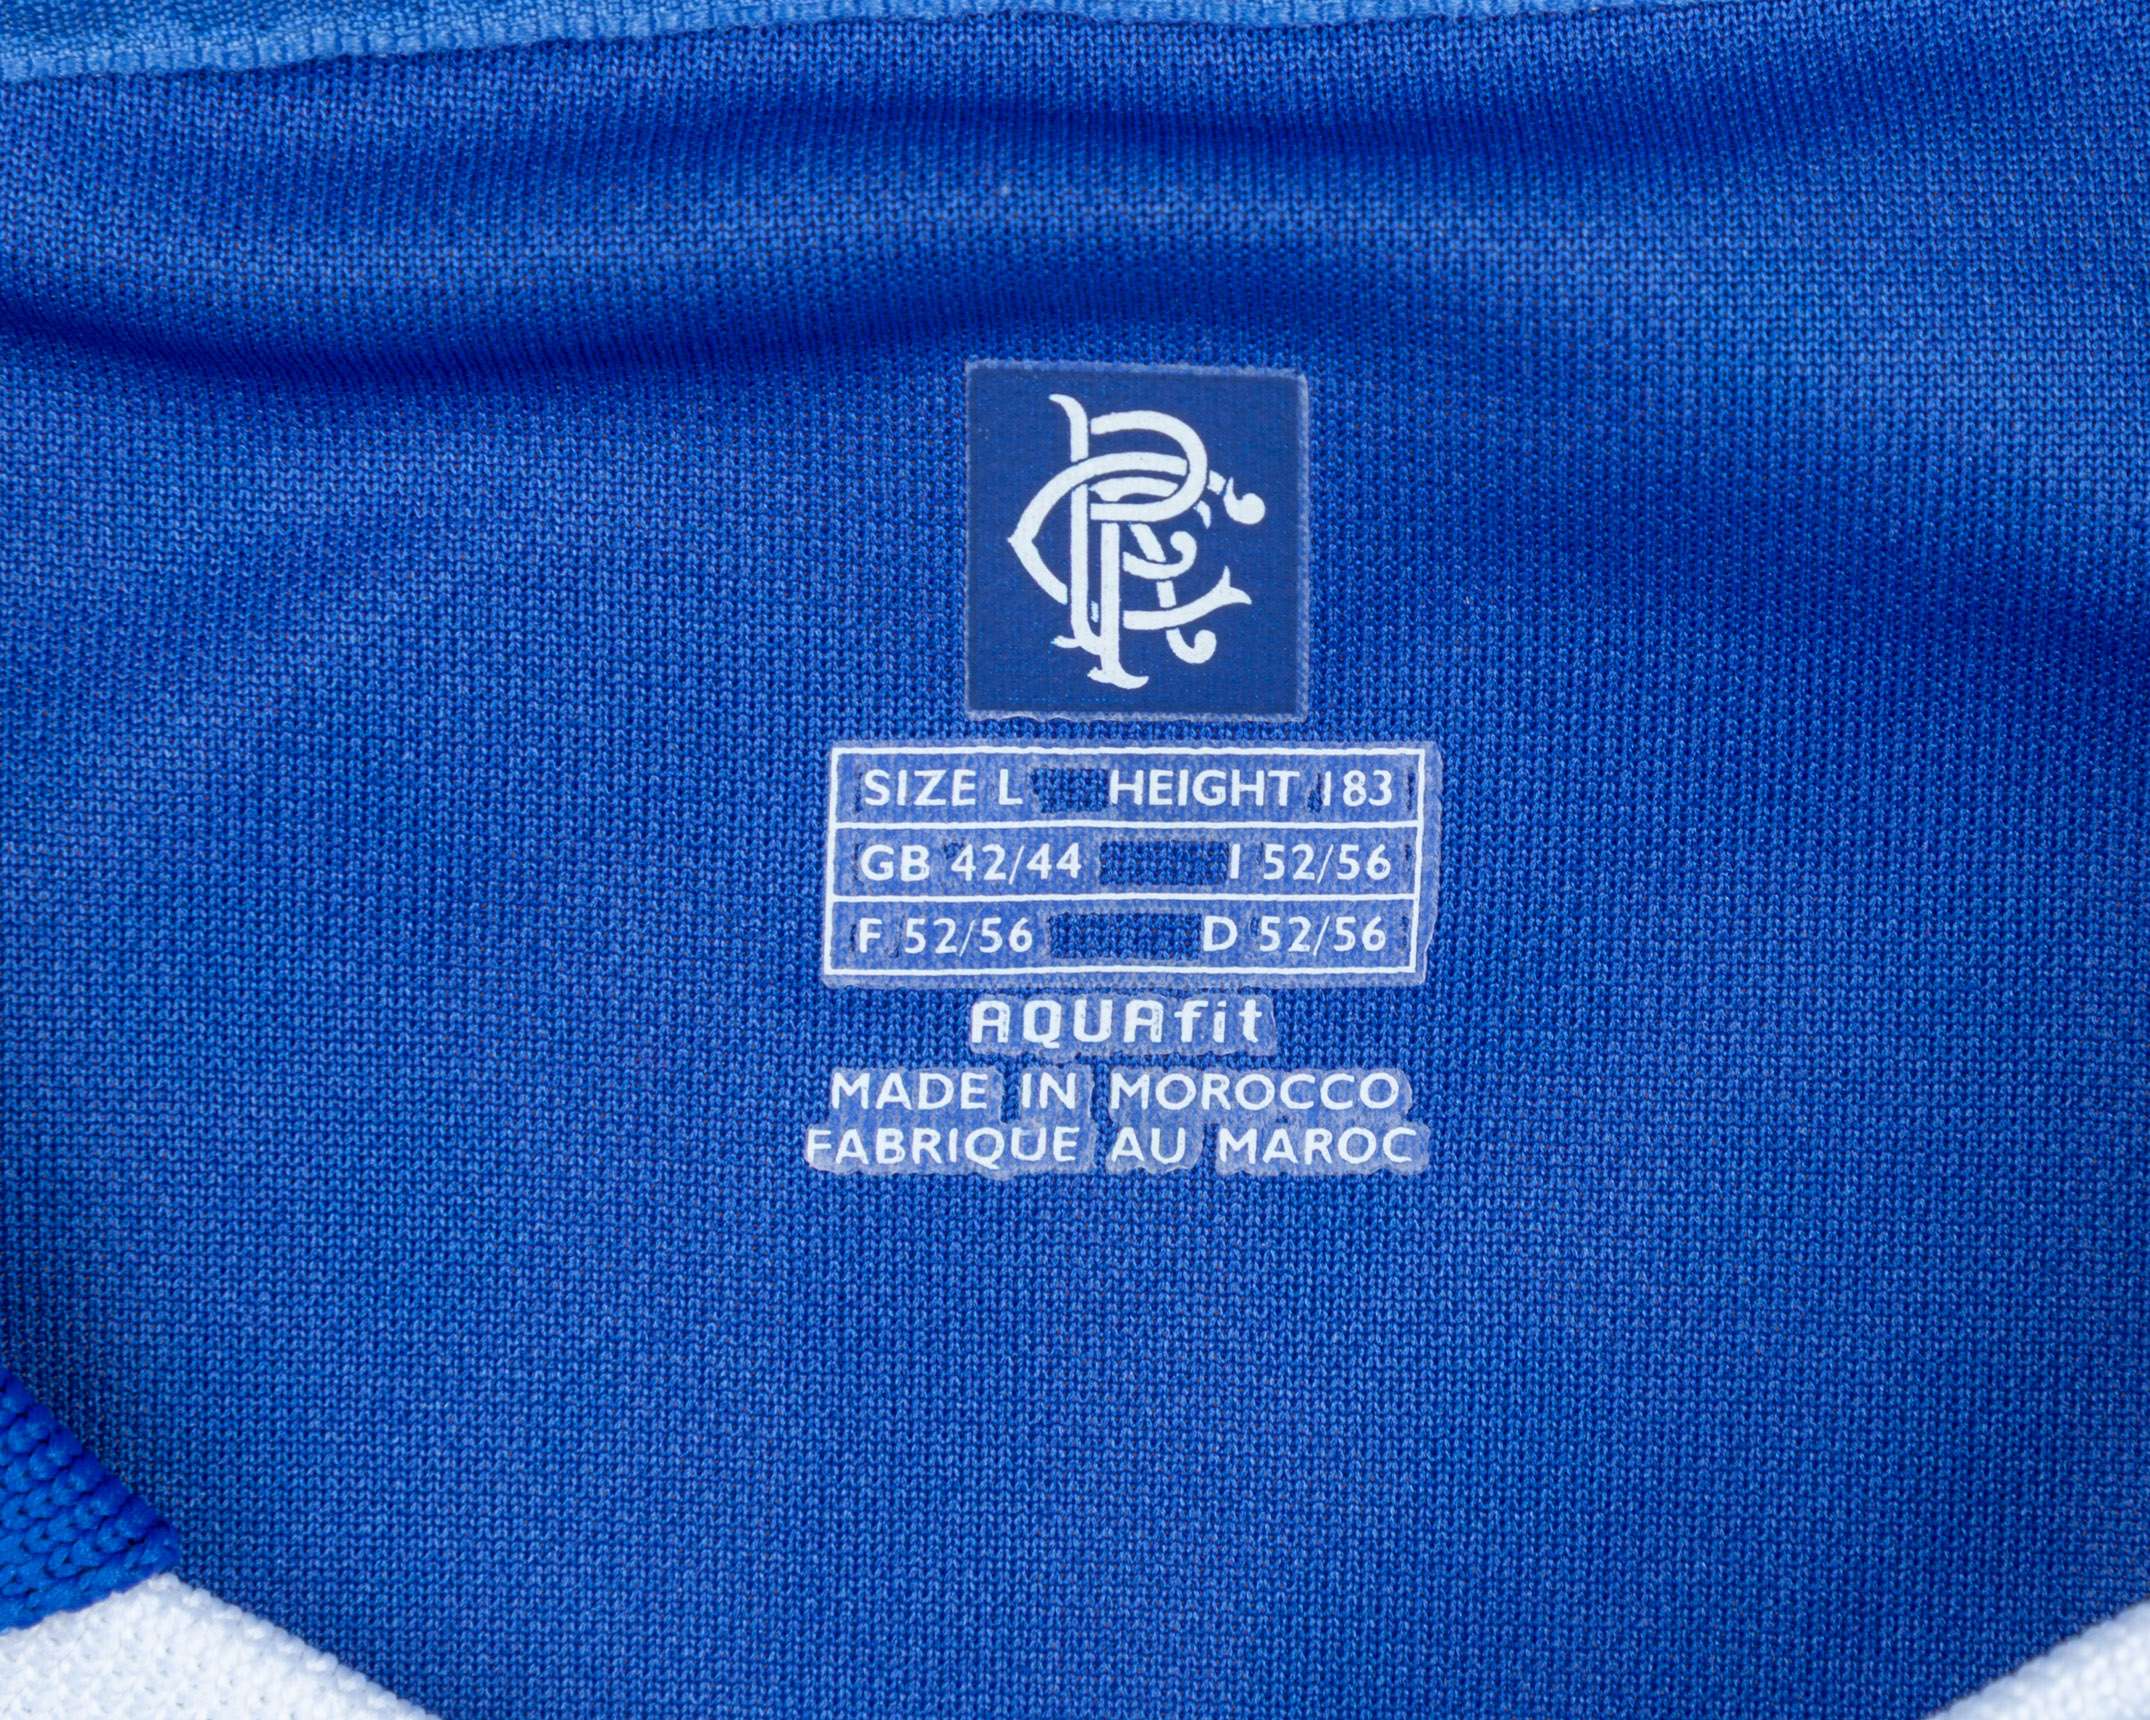 RFC
SIZE L HEIGHT 183
GB 42/44 I 52/56
F 52/56 D 52/56
AQUAfit
MADE IN MOROCCO
FABRIQUE AU MAROC